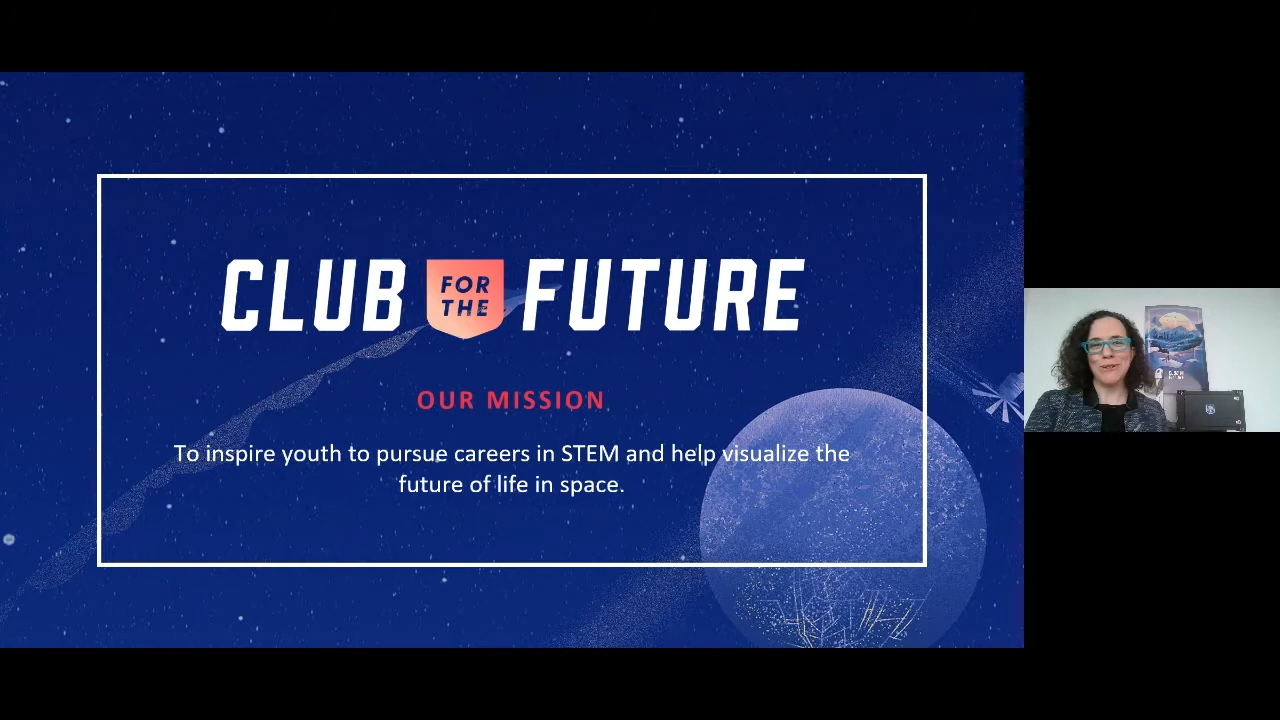 CLUB FOR THE FUTURE
OUR MISSION
To inspire youth to pursue careers in STEM and help visualize the
future of life in space.